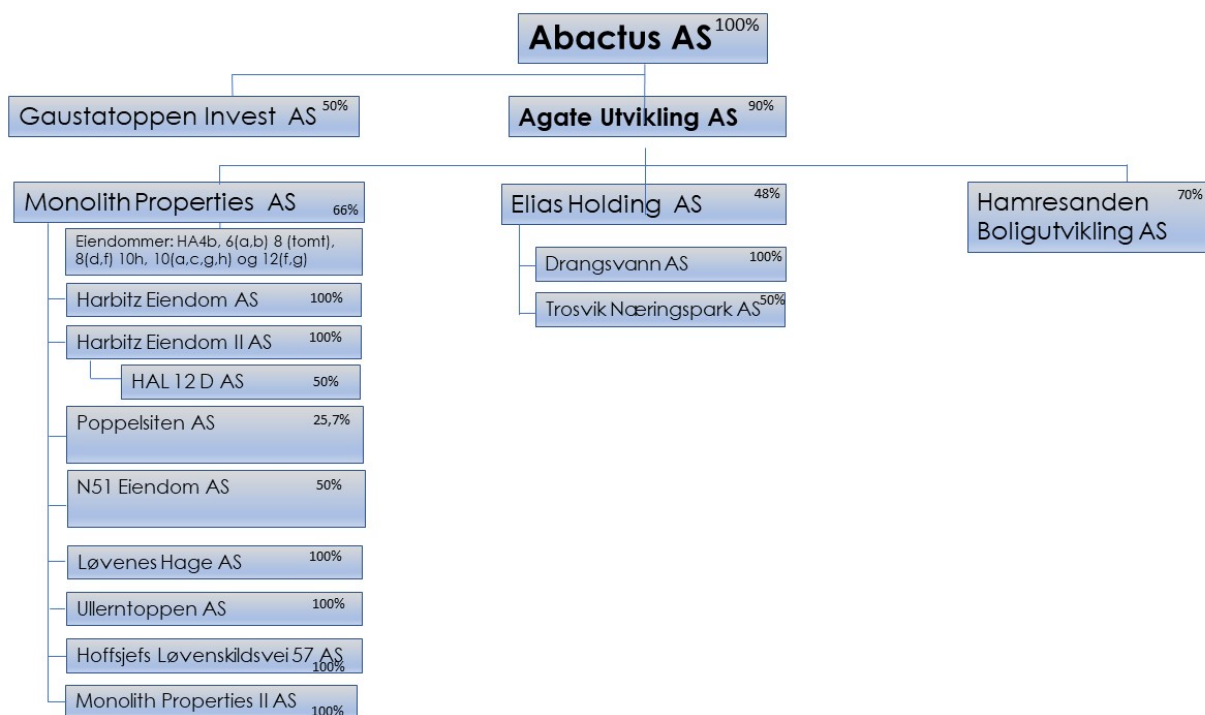 Abactus AS 100%
Gaustatoppen Invest AS 50%
Agate Utvikling AS 90%
Monolith Properties AS 66%
Eiendommer: HA4b, 6(a,b) 8 (tomt),
8(d,f) 10h, 10(a,c,g,h) og 12(f,g)
Harbitz Eiendom AS 100%
Harbitz Eiendom II AS 100%
HAL 12 D AS 50%
Poppelsiten AS 25,7%
N51 Eiendom AS 50%
Løvenes Hage AS 100%
Ullerntoppen AS 100%
Hoffsjefs Løvenskildsvei 57 AS
100%
Monolith Properties II AS 100%
Elias Holding AS 48%
Drangsvann AS 100%
Trosvik Næringspark AS 50%
Hamresanden 70%
Boligutvikling AS